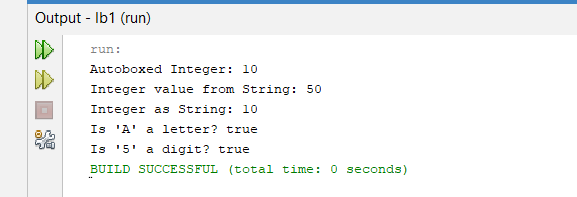 Output - lb1 (run)
run:
Autoboxed Integer: 10
Integer value from String: 50
Integer as String: 10
Is 'A' a letter? true
Is '5' a digit? true
BUILD SUCCESSFUL (total time: 0 seconds)